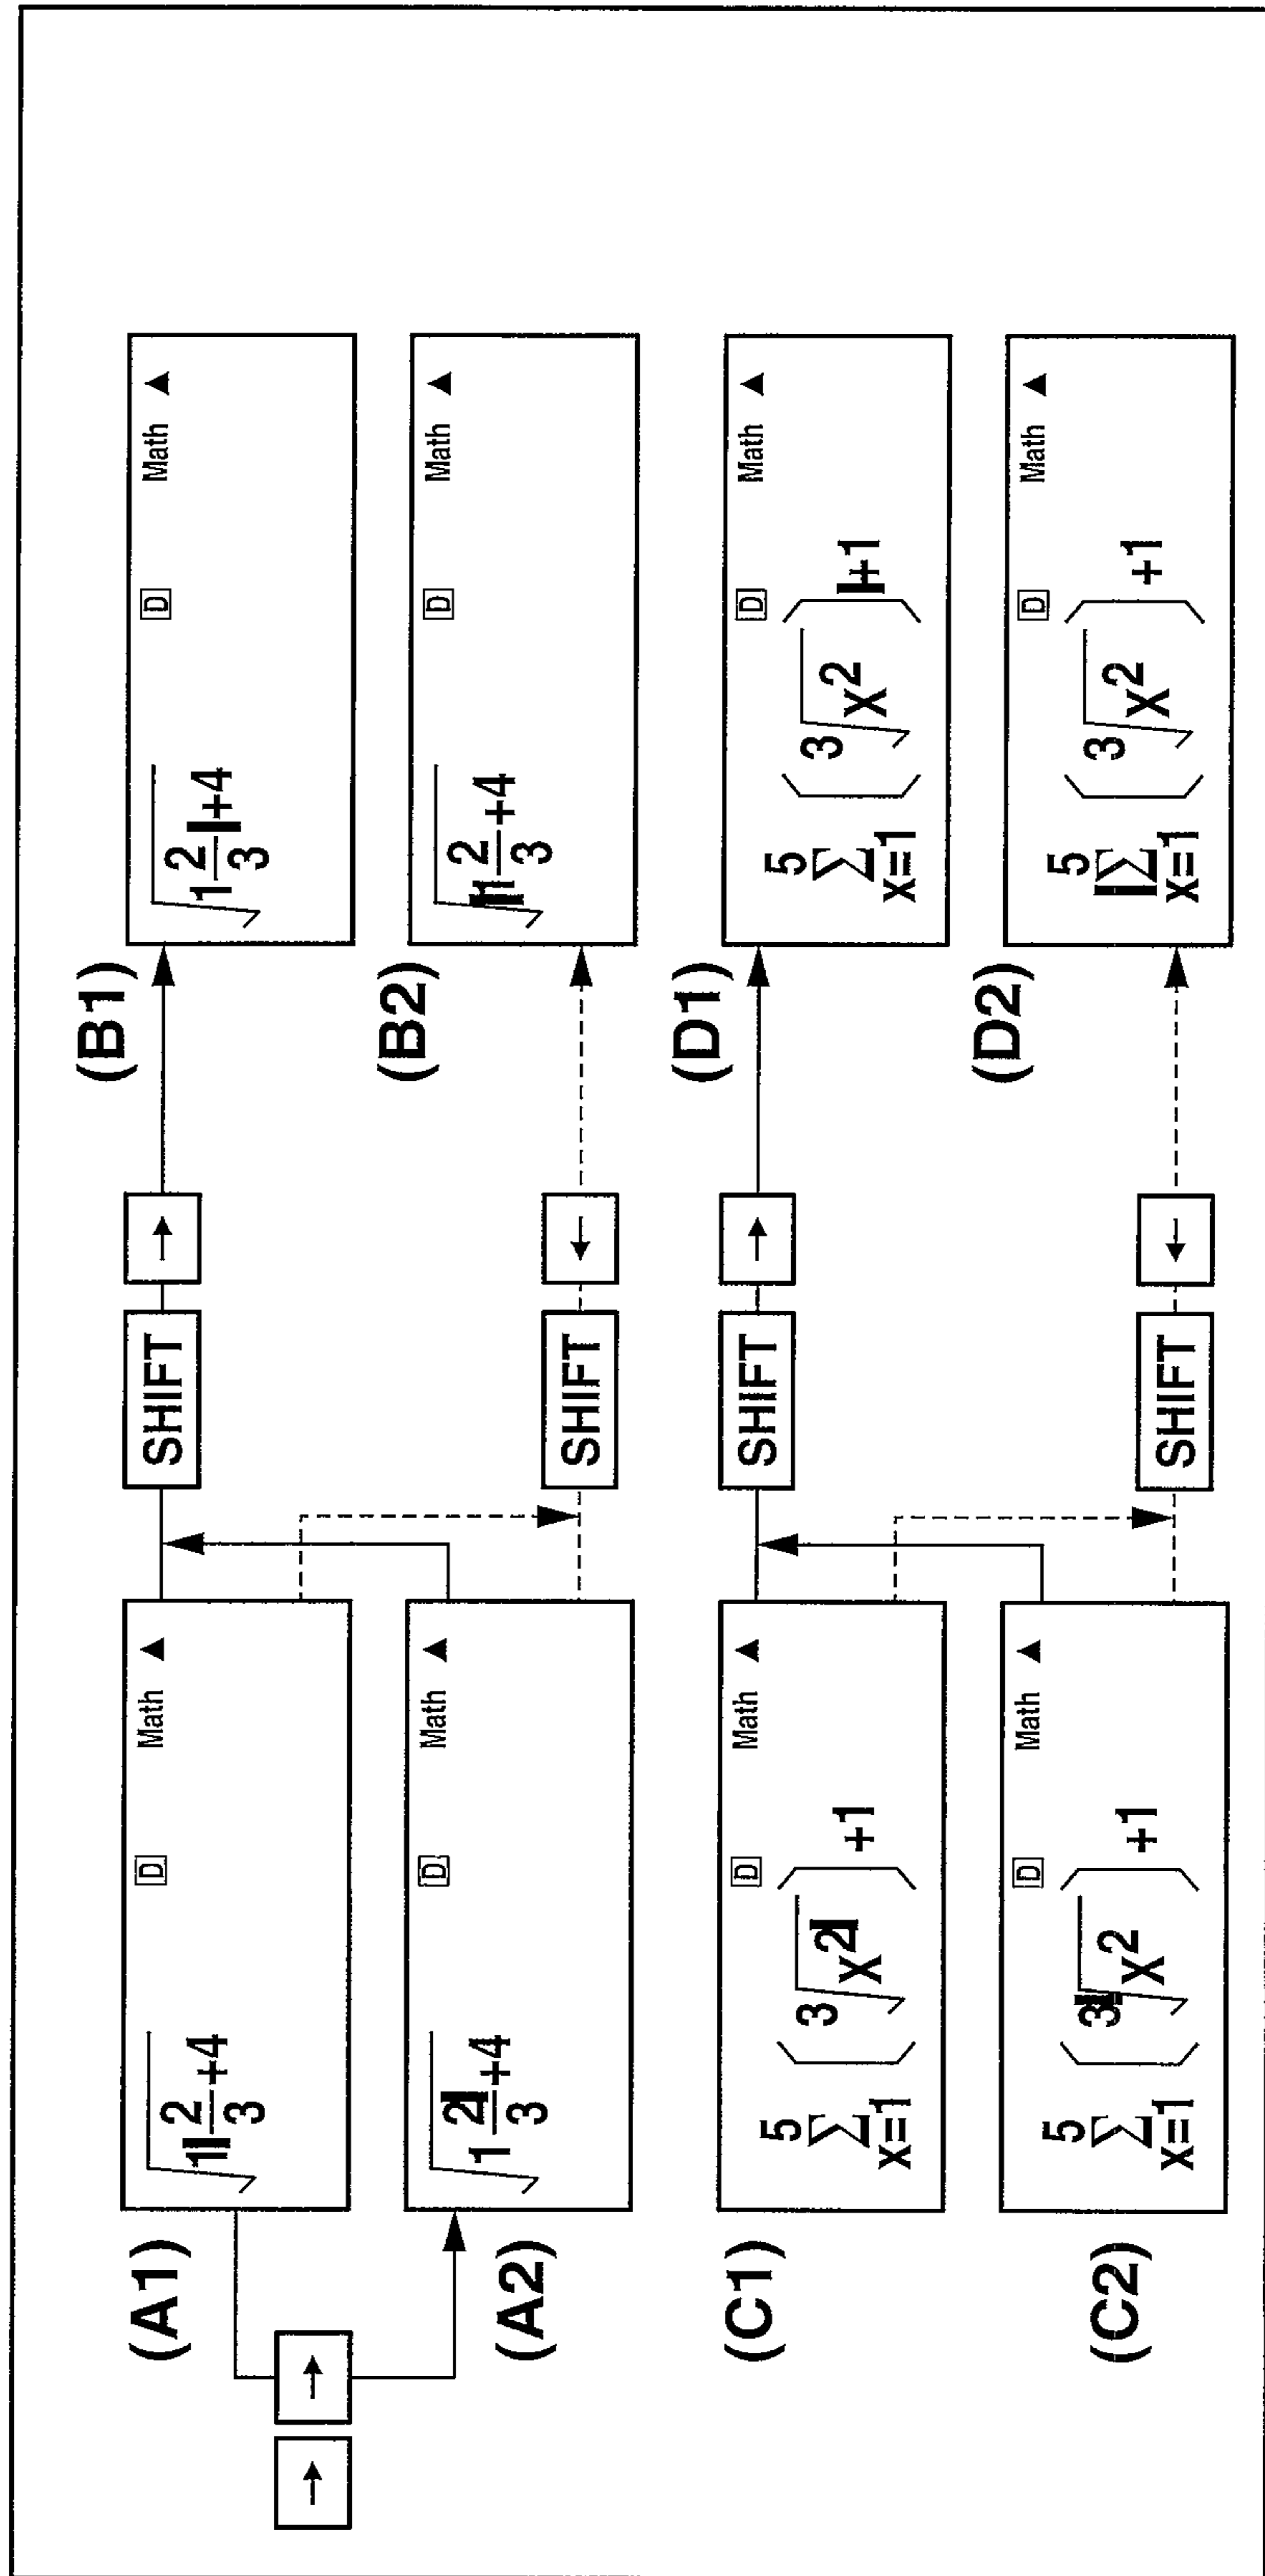 (A1)
D Math ▲
√1 2/3+4
SHIFT →
(B1)
D Math ▲
√1 2/3+4
→ →
(A2)
D Math ▲
√1 2/3+4
SHIFT ←
(B2)
D Math ▲
√1 2/3+4
(C1)
D Math ▲
5
∑ (3√x²)+1
x=1
SHIFT →
(D1)
D Math ▲
5
∑ (3√x²)+1
x=1
(C2)
D Math ▲
5
∑ (3√x²)+1
x=1
SHIFT ←
(D2)
D Math ▲
5
∑ (3√x²)+1
x=1